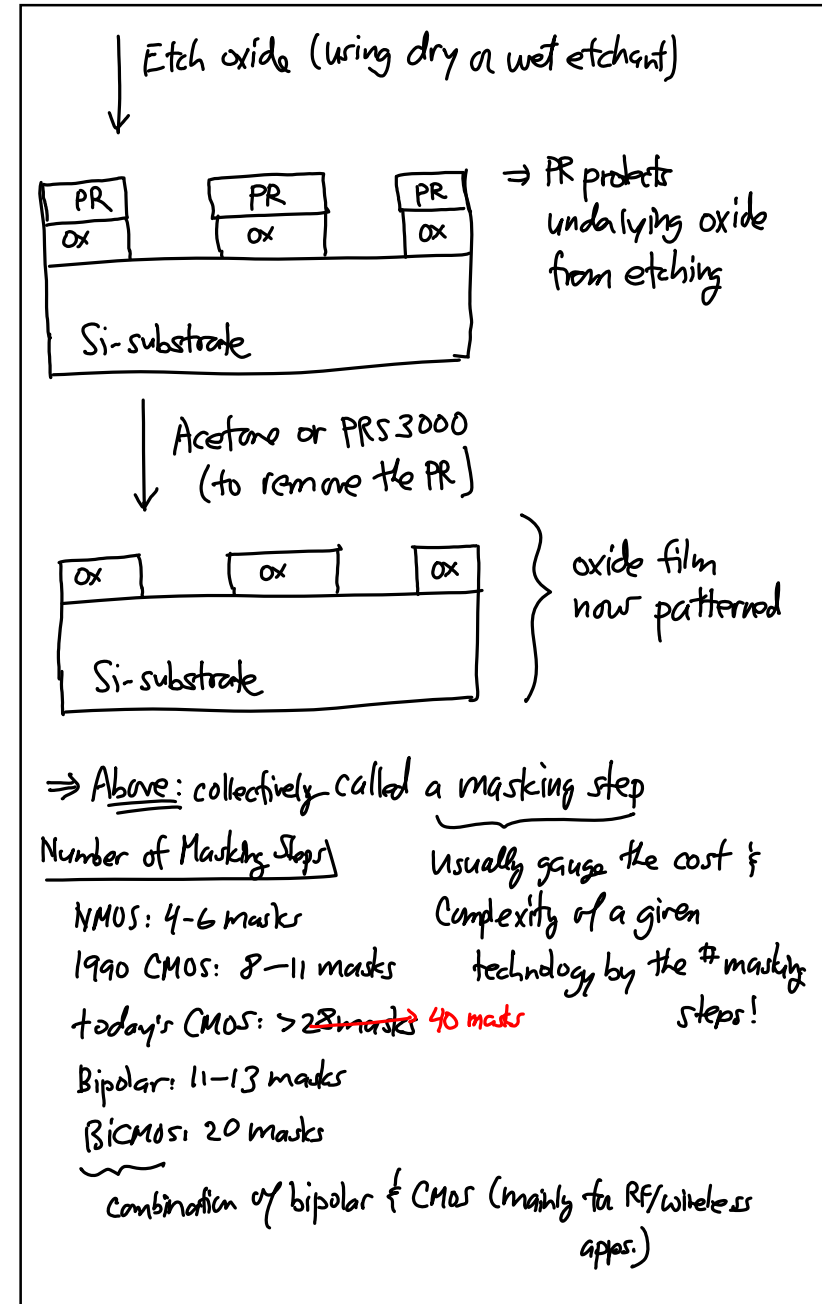 Etch oxide (using dry or wet etchant)
PR PR PR
ox ox ox
⇒ PR protects
underlying oxide
from etching
Si-substrate
Acetone or PRS3000
(to remove the PR)
ox ox ox
Si-substrate
oxide film
now patterned
⇒ Above: collectively called a masking step
Usually gauge the cost &
Complexity of a given
technology by the # masking
steps!
Number of Masking Steps
NMOS: 4-6 masks
1990 CMOS: 8-11 masks
today's CMOS: >28 masks 40 masks
Bipolar: 11-13 masks
BiCMOS: 20 masks
combination of bipolar & CMOS (mainly for RF/wireless
apps.)